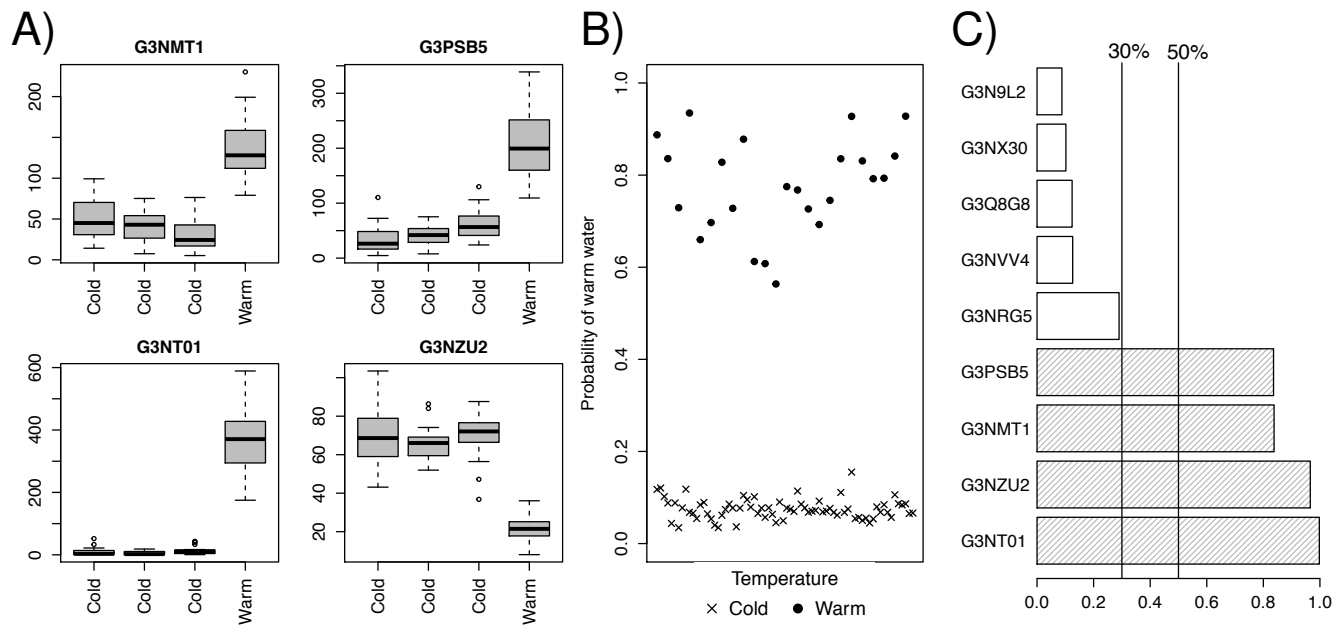 A)
G3NMT1
0 50 100 200
Cold Cold Cold Warm
G3PSB5
0 100 200 300
Cold Cold Cold Warm
G3NT01
0 200 400 600
Cold Cold Cold Warm
G3NZU2
20 40 60 80
Cold Cold Cold Warm
B)
Probability of warm water
0.0 0.2 0.4 0.6 0.8 1.0
Temperature
× Cold ● Warm
C)
30% 50%
G3N9L2
G3NX30
G3Q8G8
G3NVV4
G3NRG5
G3PSB5
G3NMT1
G3NZU2
G3NT01
0.0 0.2 0.4 0.6 0.8 1.0